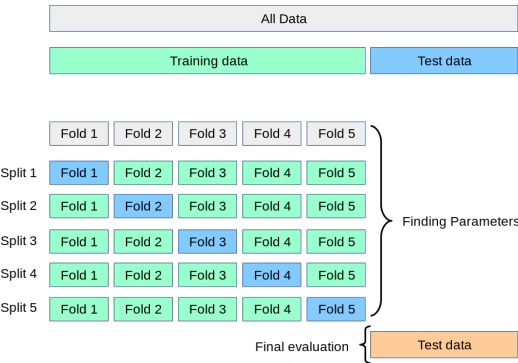 All Data
Training data Test data
Fold 1 Fold 2 Fold 3 Fold 4 Fold 5
Split 1 Fold 1 Fold 2 Fold 3 Fold 4 Fold 5
Split 2 Fold 1 Fold 2 Fold 3 Fold 4 Fold 5
Finding Parameters
Split 3 Fold 1 Fold 2 Fold 3 Fold 4 Fold 5
Split 4 Fold 1 Fold 2 Fold 3 Fold 4 Fold 5
Split 5 Fold 1 Fold 2 Fold 3 Fold 4 Fold 5
Final evaluation Test data